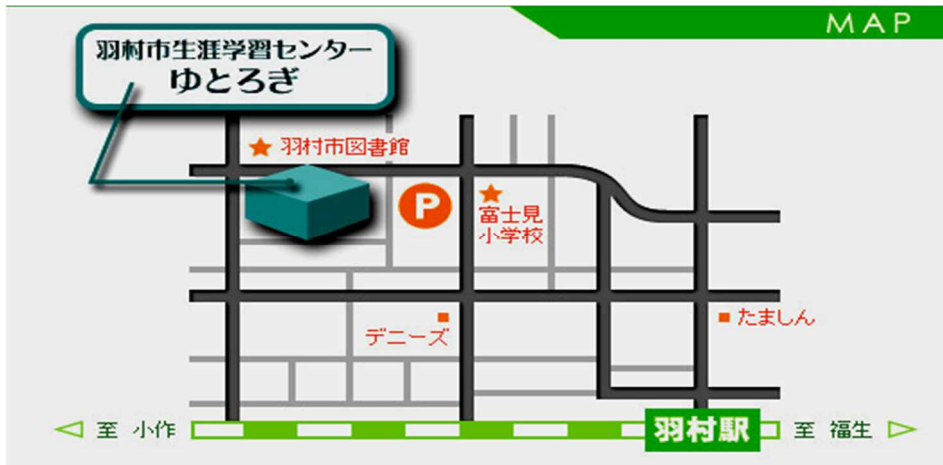 MAP
羽村市生涯学習センター
ゆとろぎ
羽村市図書館
P
富士見
小学校
デニーズ
たましん
至 小作
羽村駅
至 福生